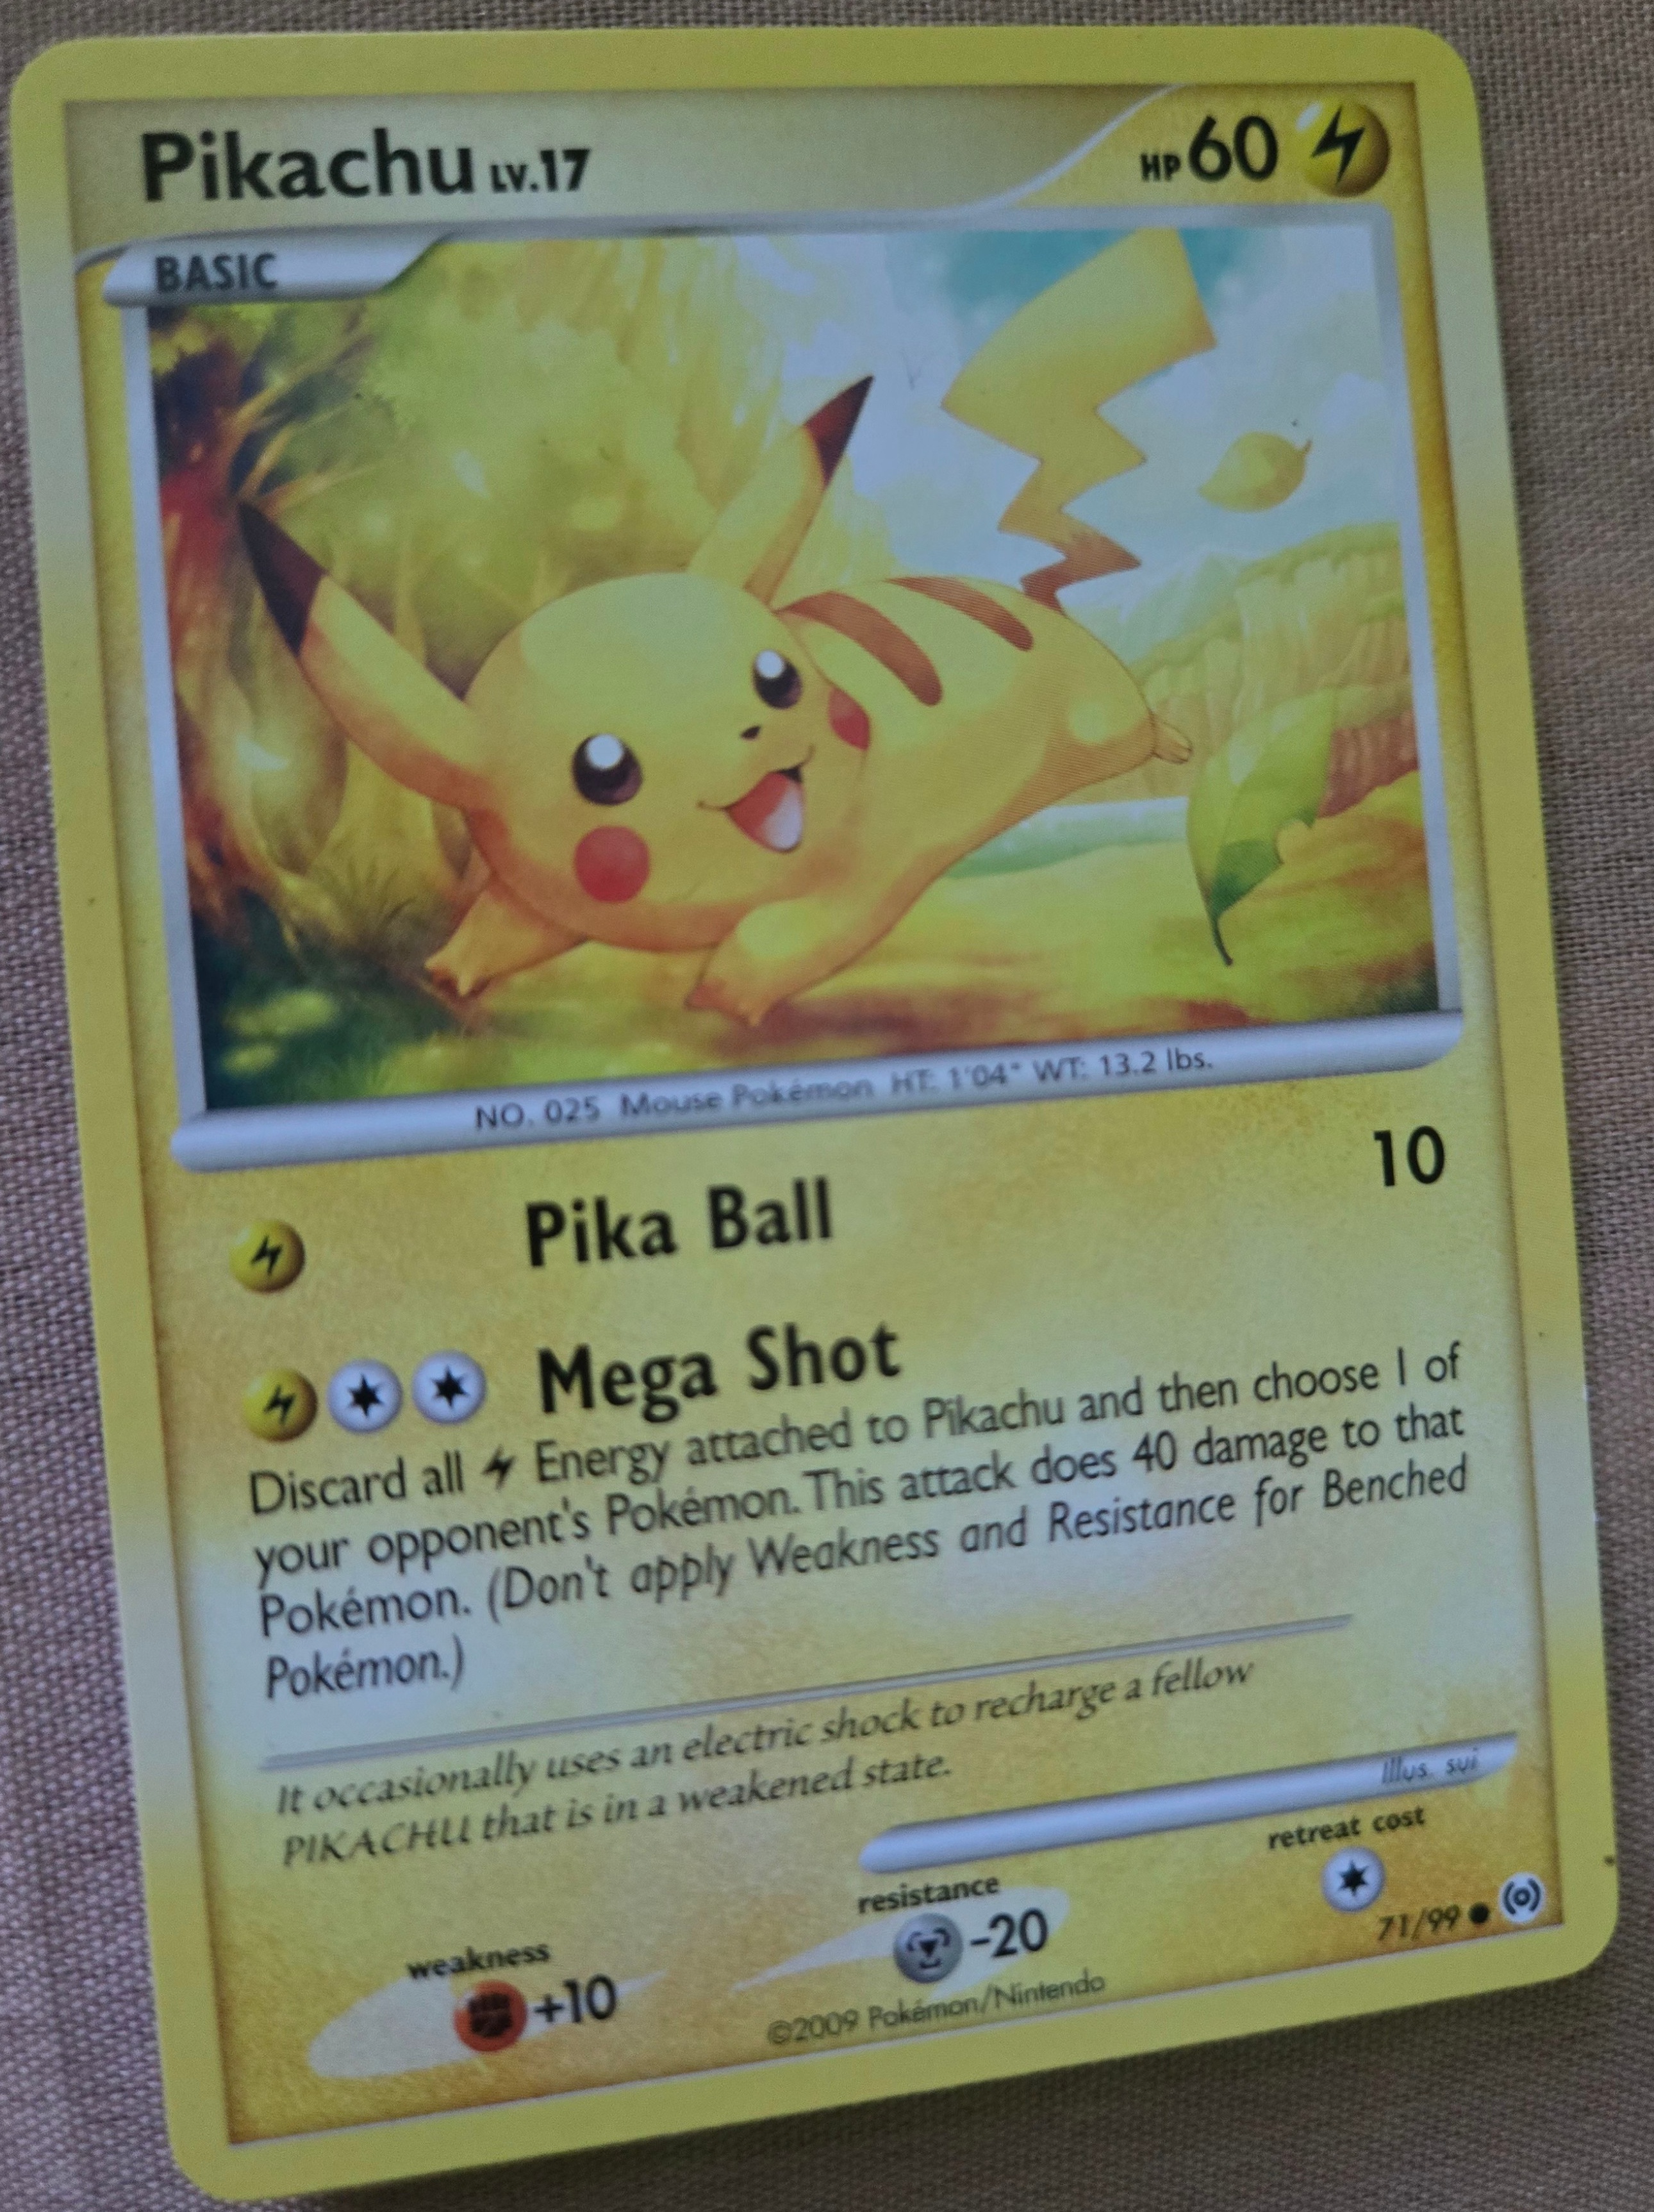 Pikachu LV.17 HP 60
BASIC
NO. 025 Mouse Pokémon HT: 1'04" WT: 13.2 lbs.
Pika Ball 10
Mega Shot
Discard all Energy attached to Pikachu and then choose 1 of
your opponent's Pokémon. This attack does 40 damage to that
Pokémon. (Don't apply Weakness and Resistance for Benched
Pokémon.)
It occasionally uses an electric shock to recharge a fellow
PIKACHU that is in a weakened state.
Illus. sui
weakness
+10
resistance
-20
retreat cost
71/99
©2009 Pokémon/Nintendo